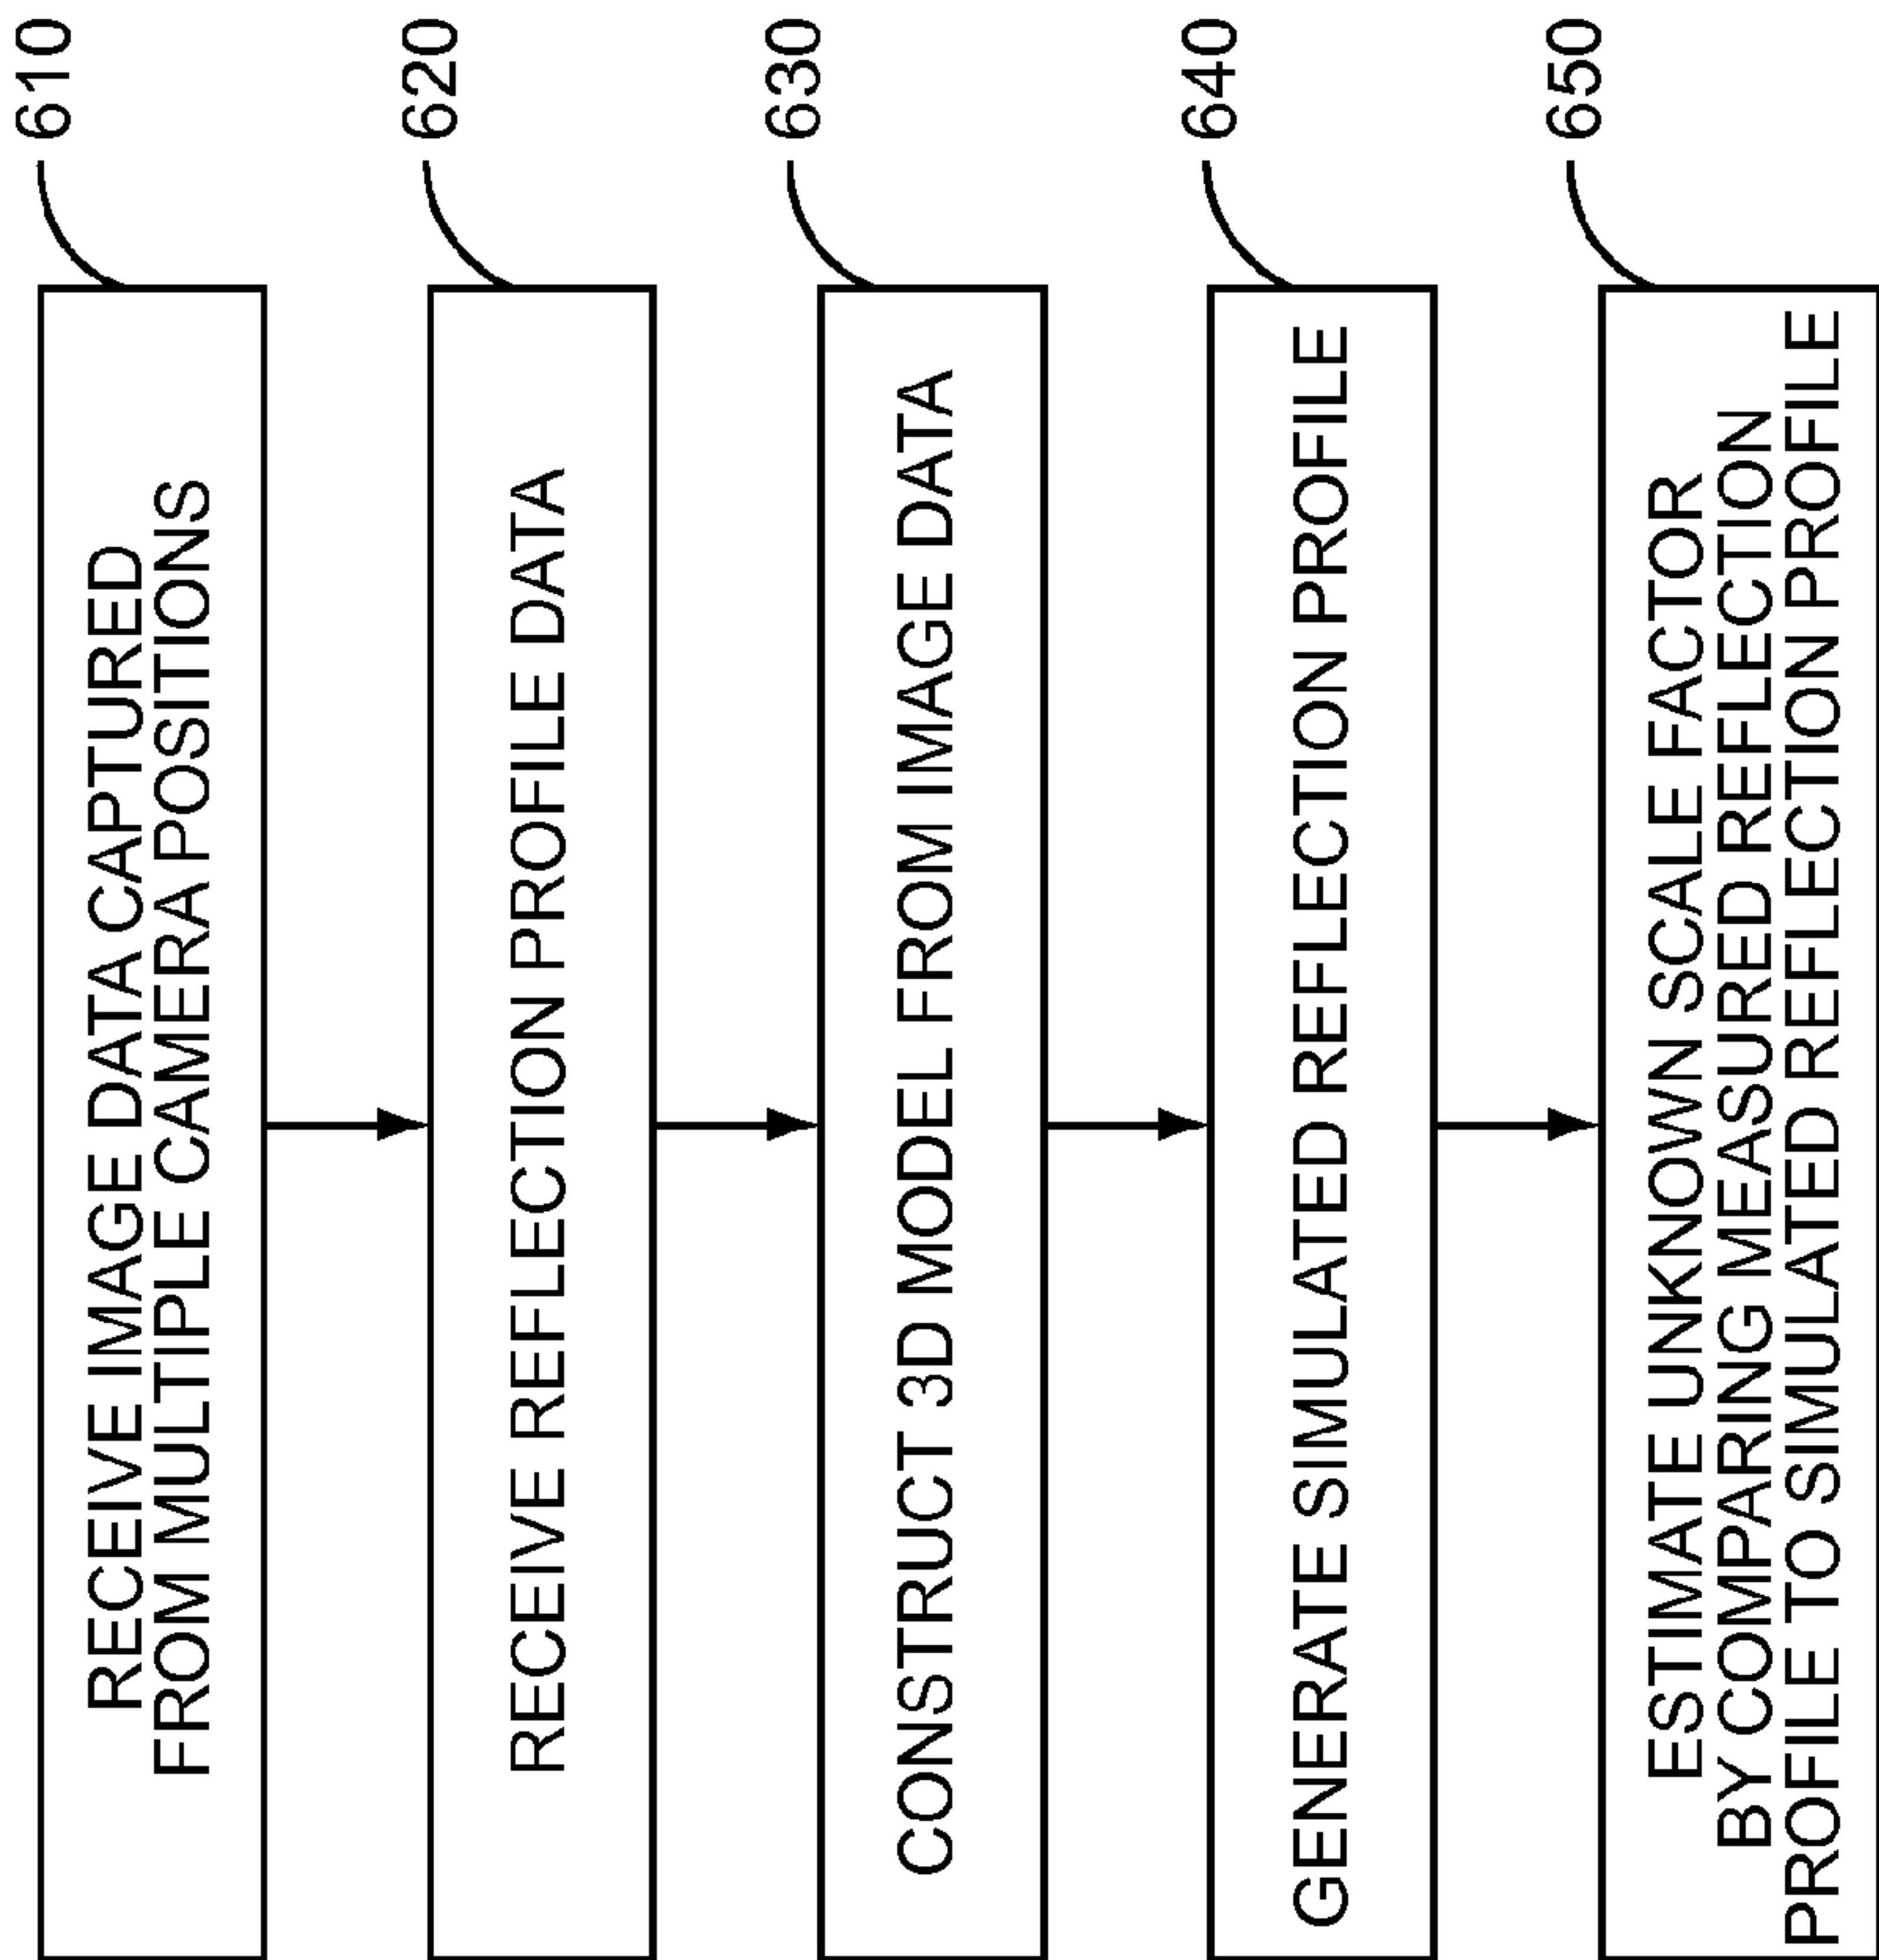 610
RECEIVE IMAGE DATA CAPTURED
FROM MULTIPLE CAMERA POSITIONS
620
RECEIVE REFLECTION PROFILE DATA
630
CONSTRUCT 3D MODEL FROM IMAGE DATA
640
GENERATE SIMULATED REFLECTION PROFILE
650
ESTIMATE UNKNOWN SCALE FACTOR
BY COMPARING MEASURED REFLECTION
PROFILE TO SIMULATED REFLECTION PROFILE